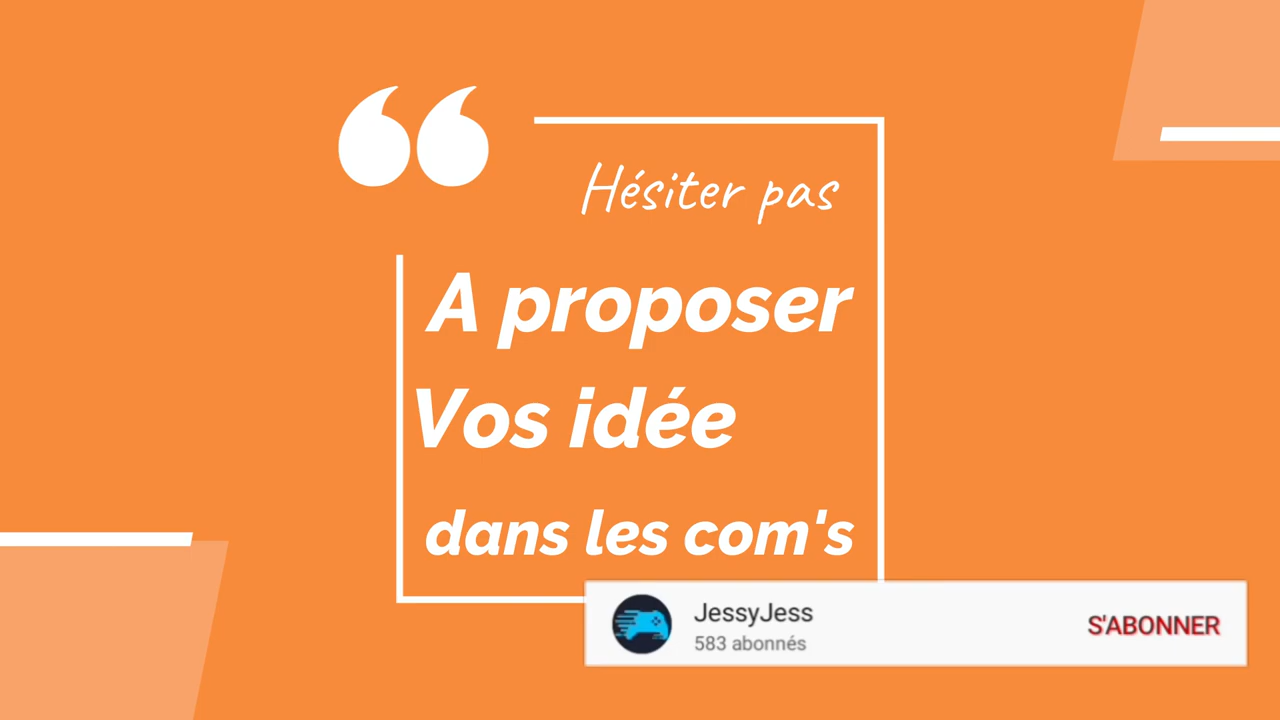 Hésiter pas
A proposer
Vos idée
dans les com's
JessyJess
583 abonnés
S'ABONNER